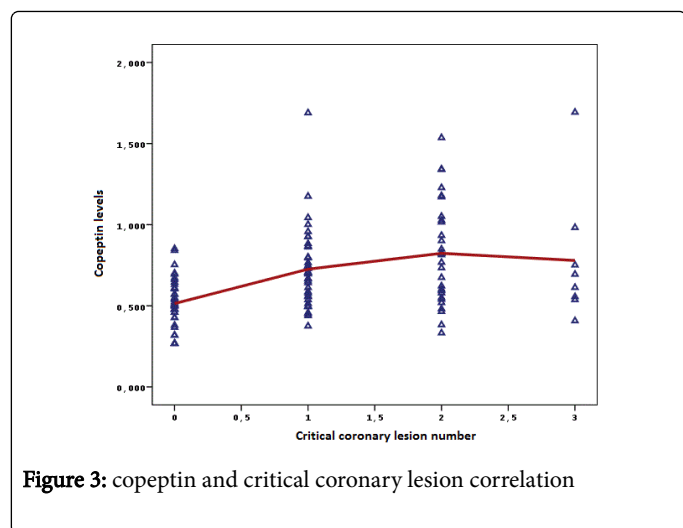 2,000
1,500
1,000
0,500
0,000
Copeptin levels
0 0,5 1 1,5 2 2,5 3
Critical coronary lesion number
Figure 3: copeptin and critical coronary lesion correlation